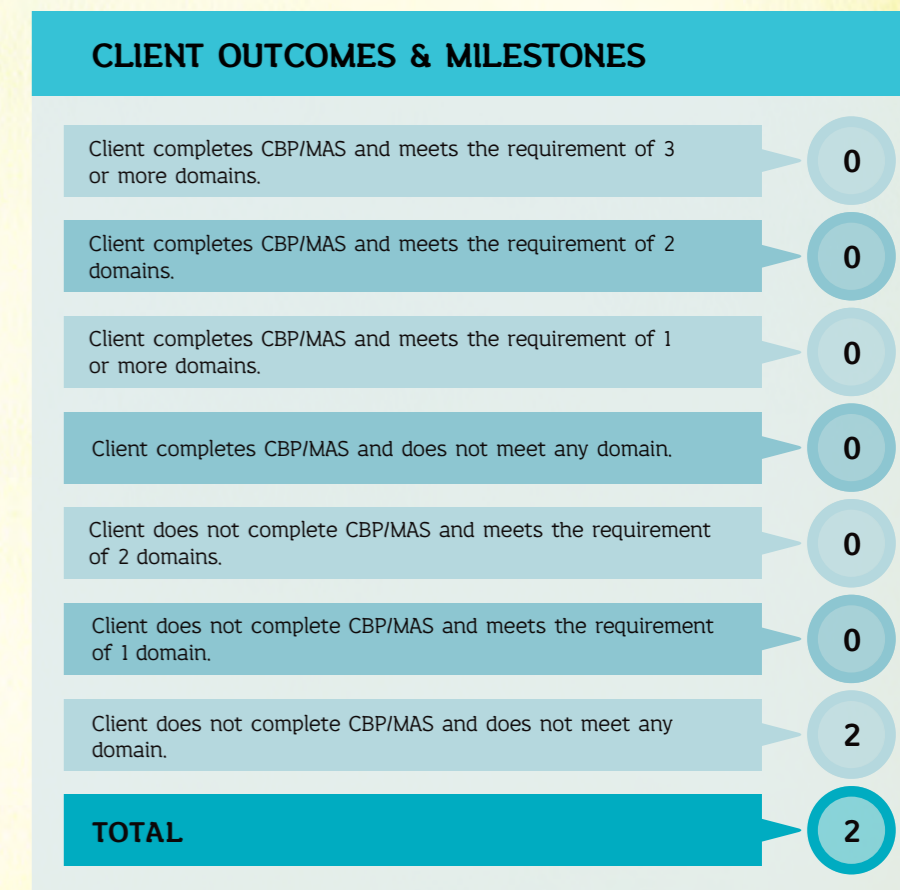 CLIENT OUTCOMES & MILESTONES
Client completes CBP/MAS and meets the requirement of 3
or more domains.
0
Client completes CBP/MAS and meets the requirement of 2
domains.
0
Client completes CBP/MAS and meets the requirement of 1
or more domains.
0
Client completes CBP/MAS and does not meet any domain.
0
Client does not complete CBP/MAS and meets the requirement
of 2 domains.
0
Client does not complete CBP/MAS and meets the requirement
of 1 domain.
0
Client does not complete CBP/MAS and does not meet any
domain.
2
TOTAL
2